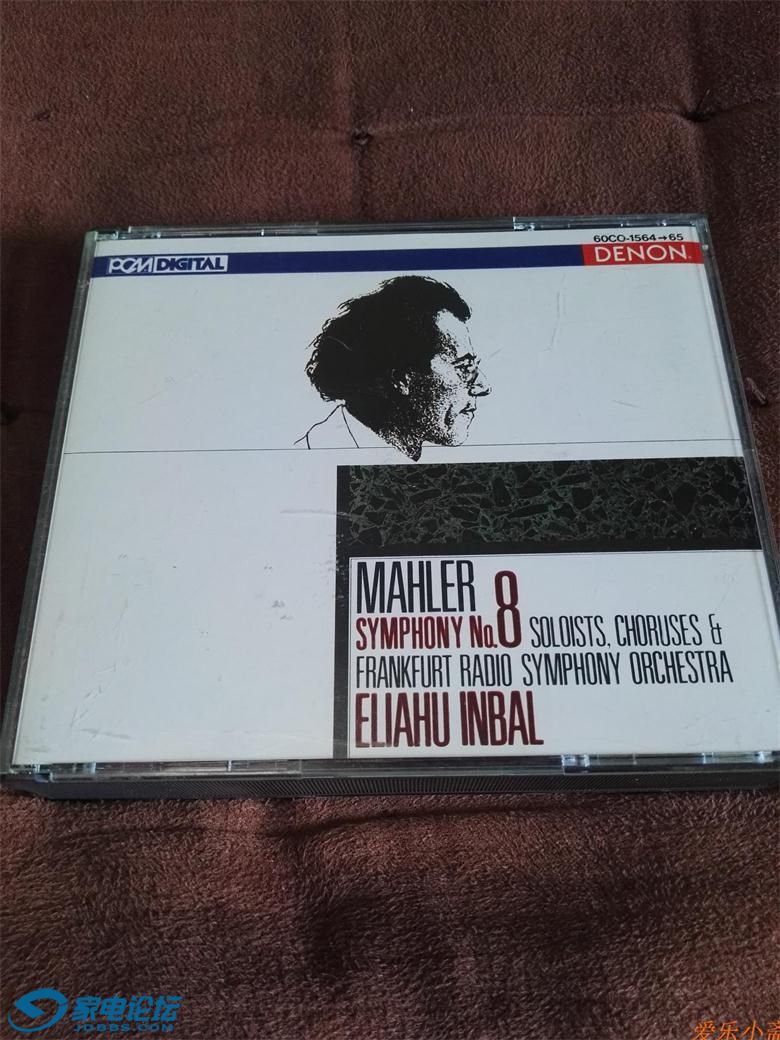 60CO-1564→65
PCM DIGITAL
DENON
MAHLER
SYMPHONY No.8 SOLOISTS, CHORUSES &
FRANKFURT RADIO SYMPHONY ORCHESTRA
ELIAHU INBAL
家电论坛
JDBBS.COM
爱乐小斋